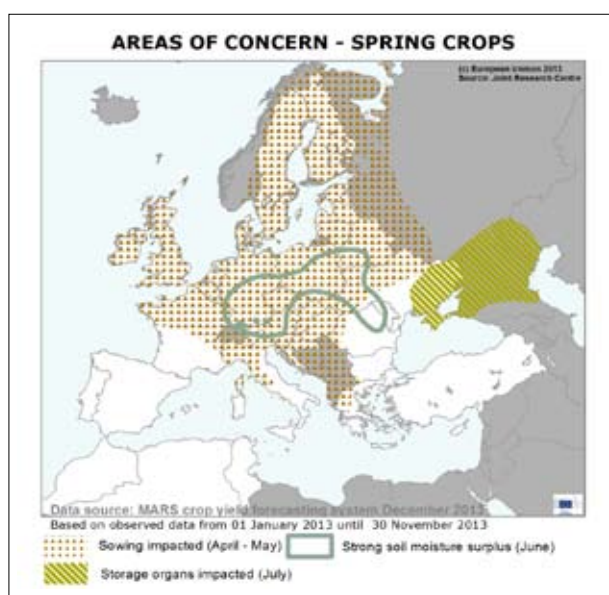 AREAS OF CONCERN - SPRING CROPS
(c) European Union 2013
Source: Joint Research Centre
Data source: MARS crop yield forecasting system December 2013
Based on observed data from 01 January 2013 until 30 November 2013
Sowing impacted (April - May)
Strong soil moisture surplus (June)
Storage organs impacted (July)